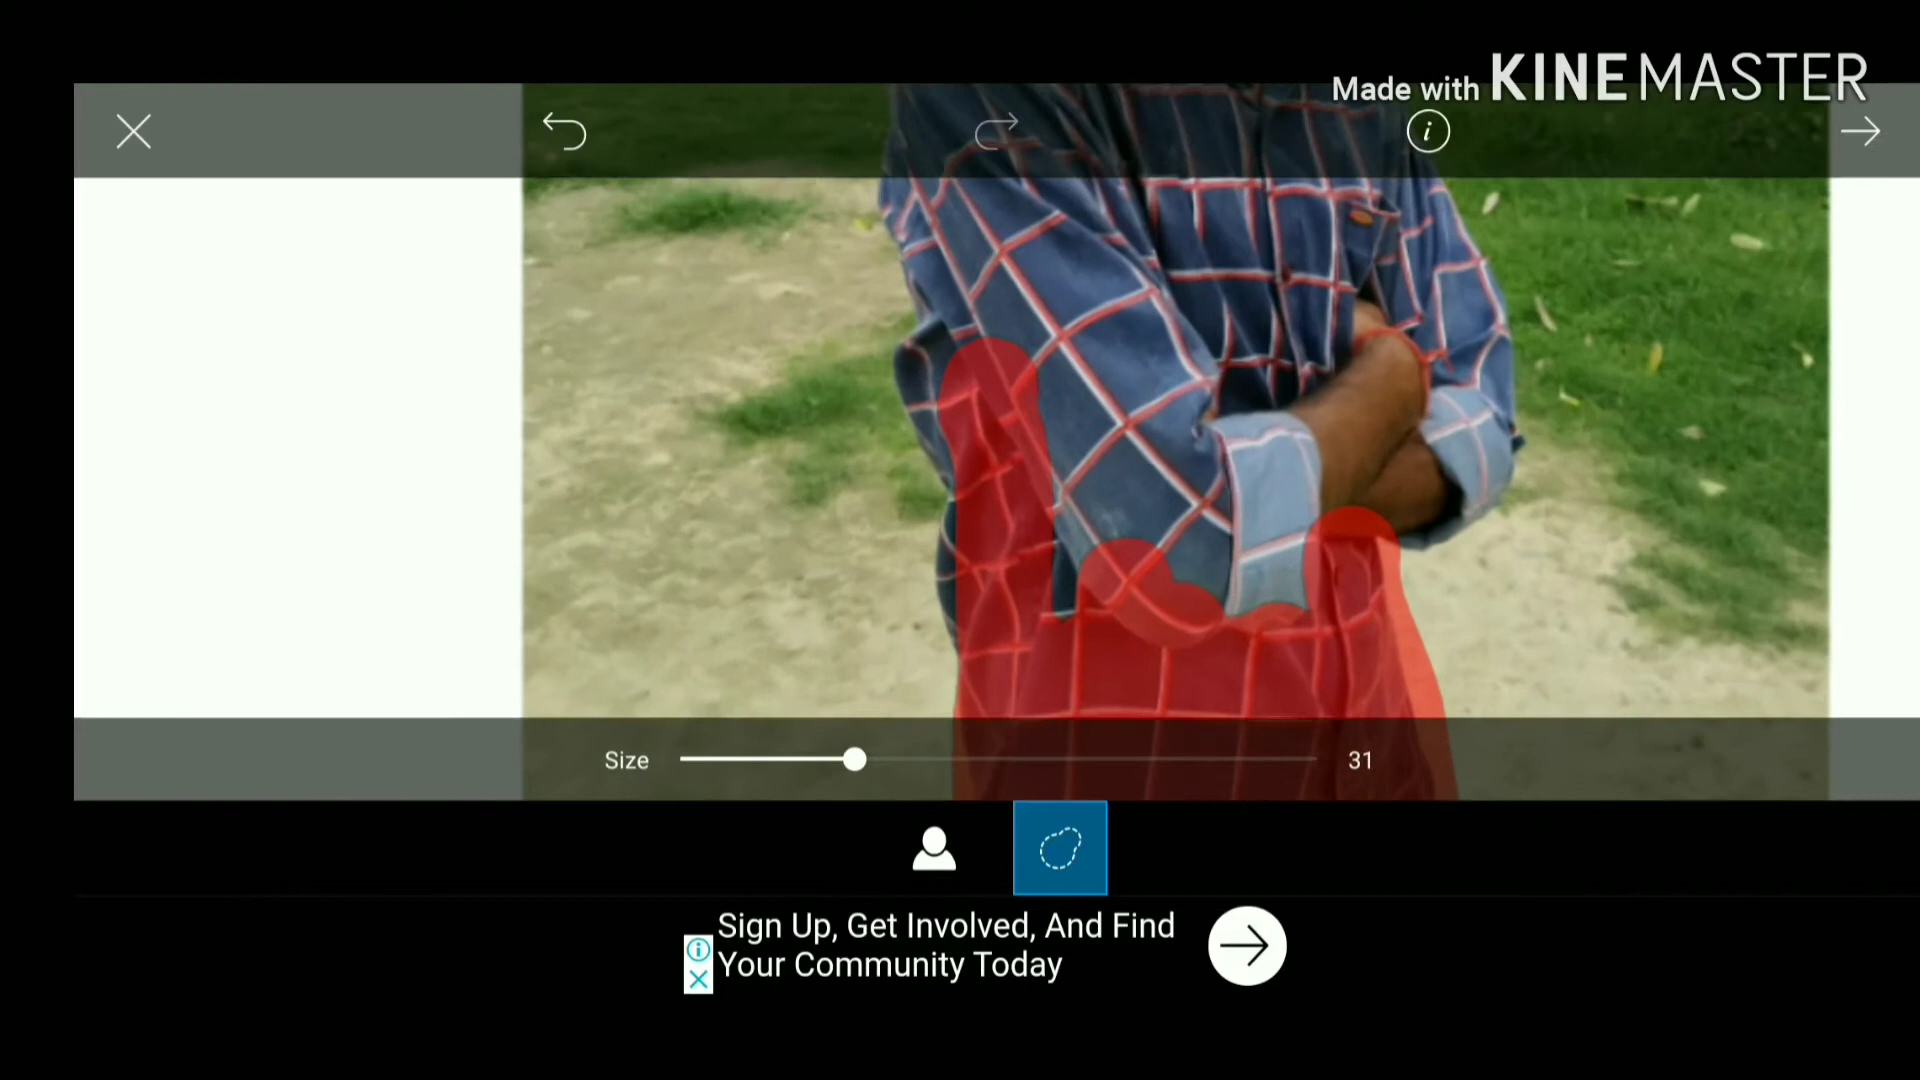 Made with KINEMASTER
Size 31
Sign Up, Get Involved, And Find
Your Community Today